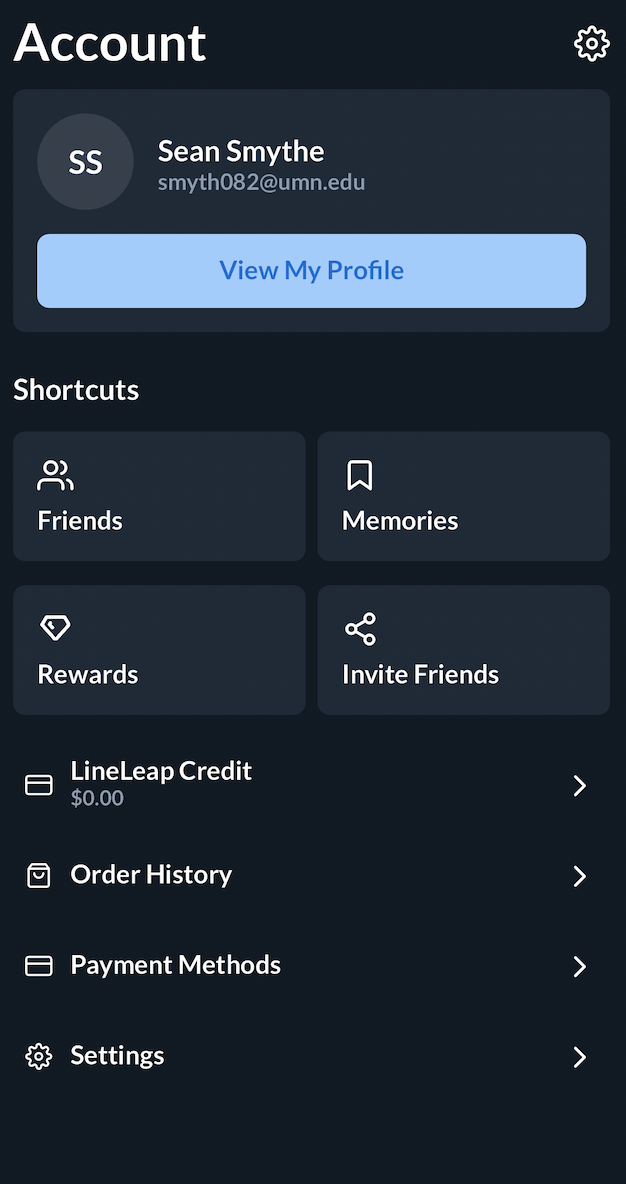 Account
SS
Sean Smythe
smyth082@umn.edu
View My Profile
Shortcuts
Friends
Memories
Rewards
Invite Friends
LineLeap Credit
$0.00
Order History
Payment Methods
Settings